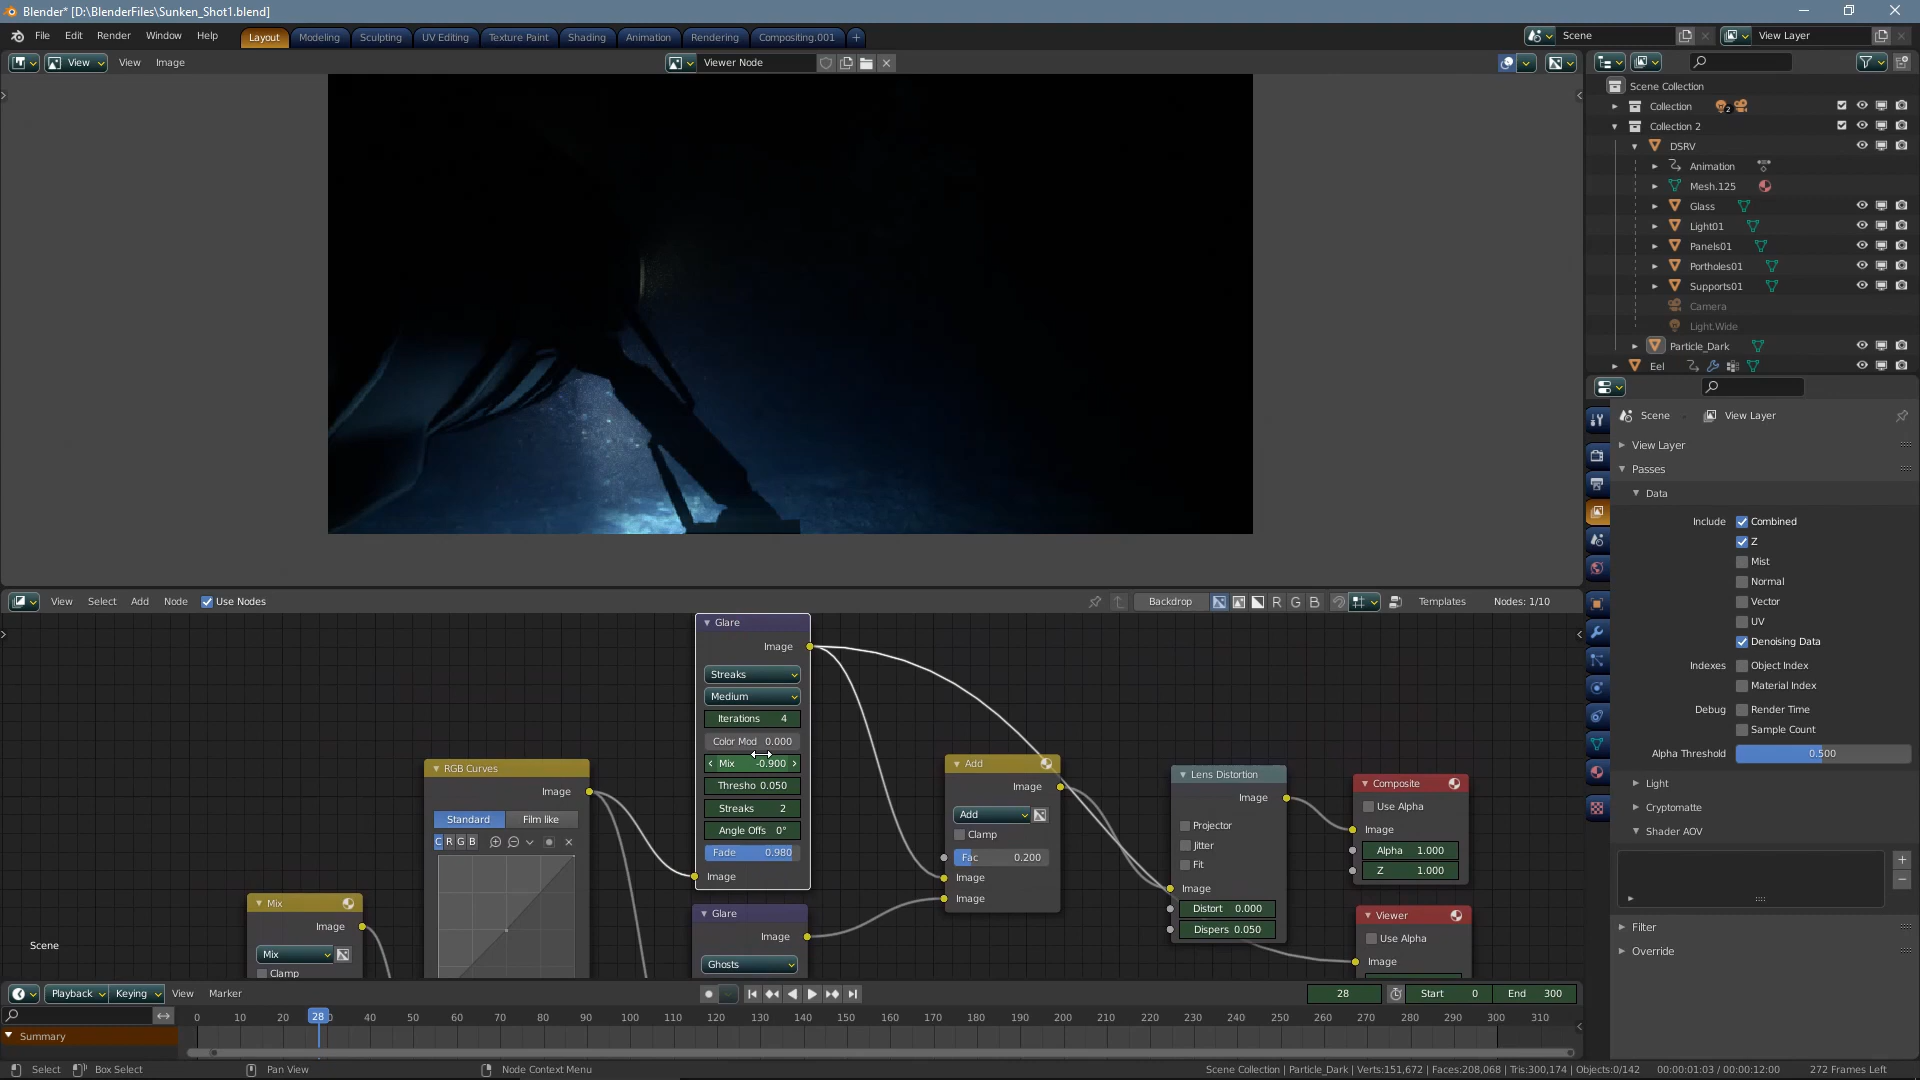 Blender* [D:\BlenderFiles\Sunken_Shot1.blend]
File Edit Render Window Help Layout Modeling Sculpting UV Editing Texture Paint Shading Animation Rendering Compositing.001 + Scene View Layer
View View Image Viewer Node
Scene Collection
Collection 2
Collection 2
DSRV
Animation
Mesh.125
Glass
Light01
Panels01
Portholes01
Supports01
Camera
Light.Wide
Particle_Dark
Eel
Scene View Layer
View Layer
Passes
Data
Include Combined
Z
Mist
Normal
Vector
UV
Denoising Data
Indexes Object Index
Material Index
Debug Render Time
Sample Count
Alpha Threshold 0.500
Light
Cryptomatte
Shader AOV
Filter
Override
View Select Add Node Use Nodes Backdrop R G B Templates Nodes: 1/10
Glare
Image
Streaks
Medium
Iterations 4
Color Mod 0.000
Mix -0.900
Thresho 0.050
Streaks 2
Angle Offs 0°
Fade 0.980
Image
RGB Curves
Image
Standard Film like
C R G B
Mix
Image
Mix
Clamp
Glare
Image
Ghosts
Add
Image
Add
Clamp
Fac 0.200
Image
Image
Lens Distortion
Image
Projector
Jitter
Fit
Image
Distort 0.000
Dispers 0.050
Composite
Use Alpha
Image
Alpha 1.000
Z 1.000
Viewer
Use Alpha
Image
Scene
Playback Keying View Marker 28 Start 0 End 300
0 10 20 28 40 50 60 70 80 90 100 110 120 130 140 150 160 170 180 190 200 210 220 230 240 250 260 270 280 290 300 310
Summary
Select Box Select Pan View Node Context Menu Scene Collection | Particle_Dark | Verts:151,672 | Faces:208,068 | Tris:300,174 | Objects:0/142 00:00:01:03 / 00:00:12:00 272 Frames Left